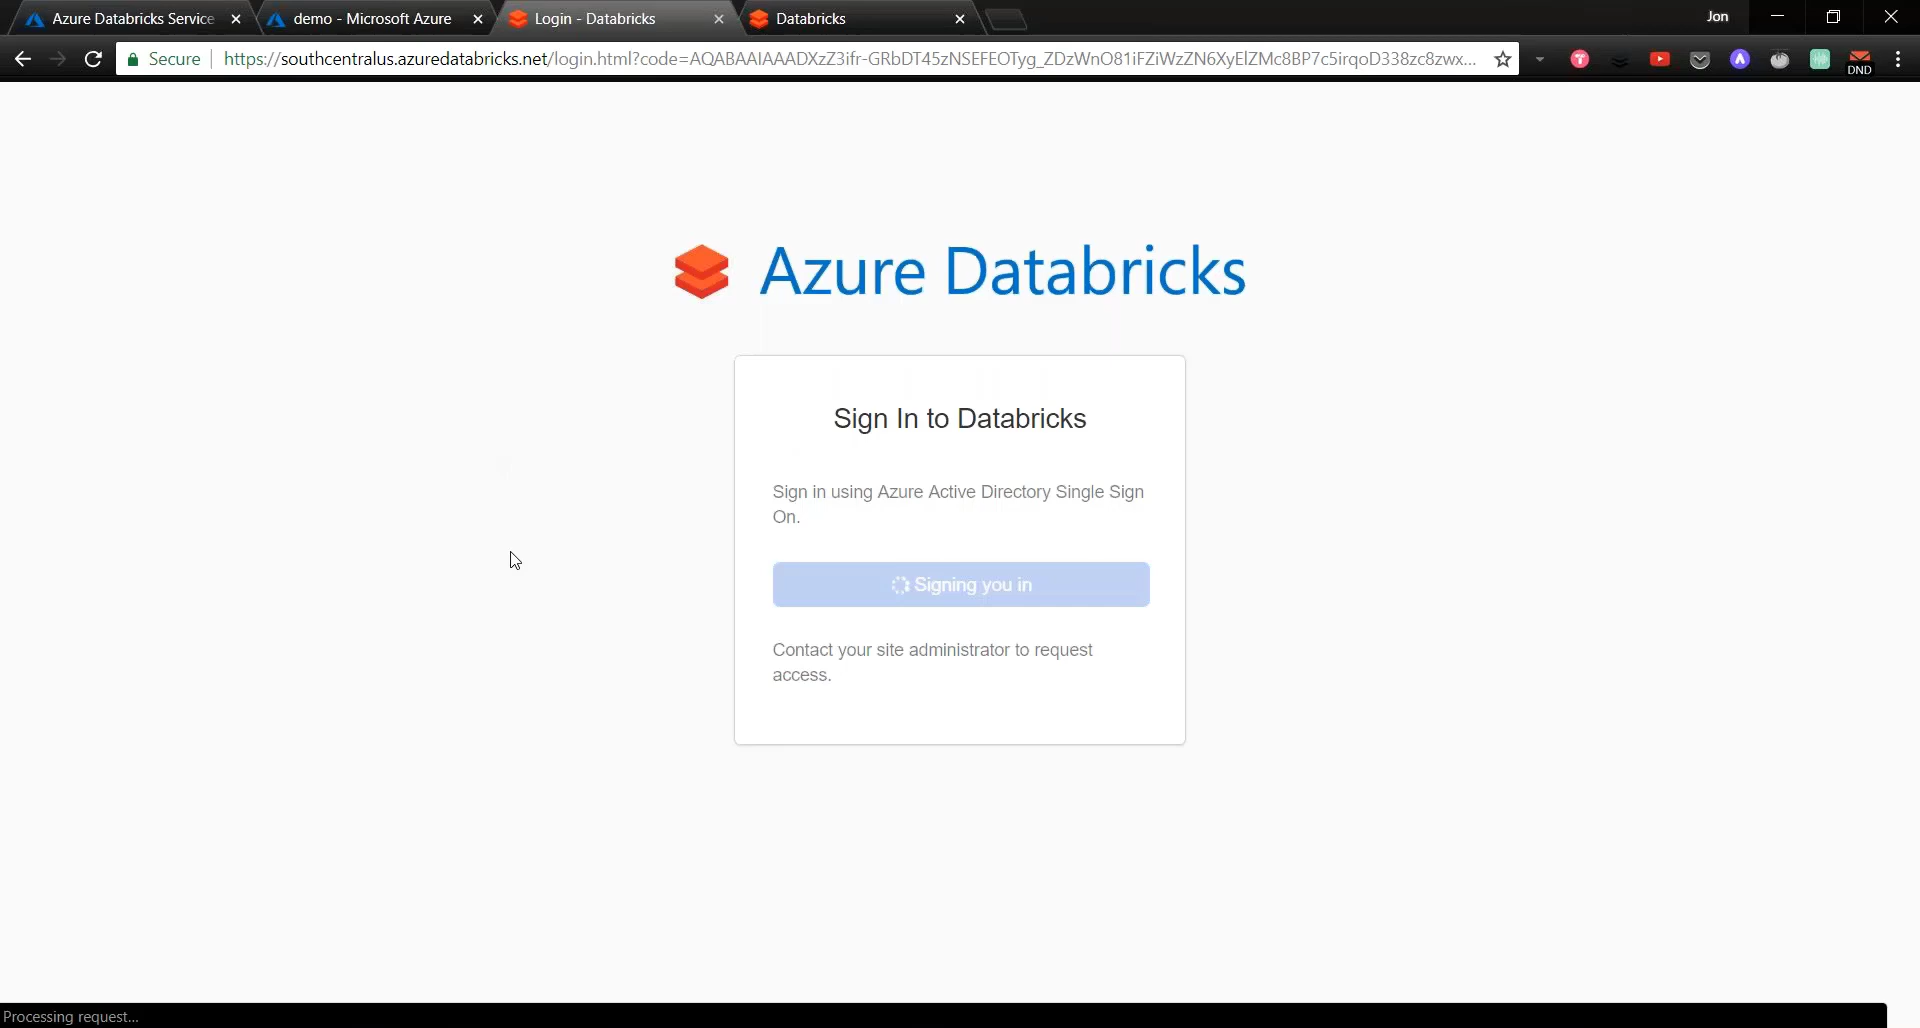 Azure Databricks Service
demo - Microsoft Azure
Login - Databricks
Databricks
Jon
Secure
https://southcentralus.azuredatabricks.net/login.html?code=AQABAAIAAADXzZ3ifr-GRbDT45zNSEFEOTyg_ZDzWnO81iFZiWzZN6XyElZMc8BP7c5irqoD338zc8zwx...
DND
Azure Databricks
Sign In to Databricks
Sign in using Azure Active Directory Single Sign
On.
Signing you in
Contact your site administrator to request
access.
Processing request...